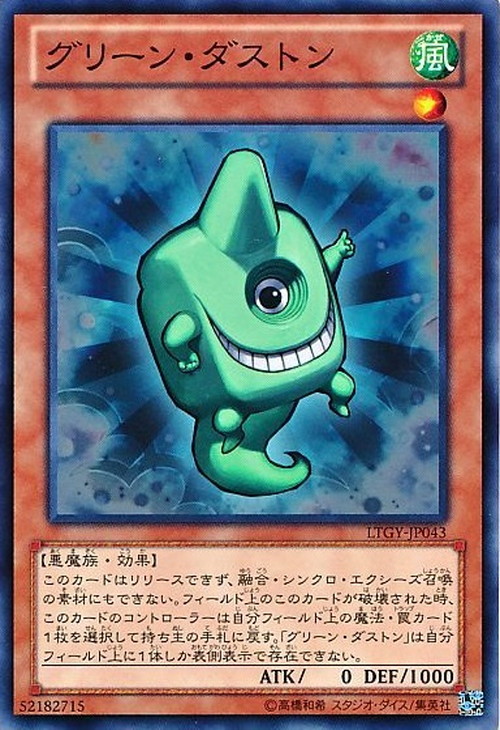 グリーン・ダストン
風
LTGY-JP043
【悪魔族・効果】
このカードはリリースできず、融合・シンクロ・エクシーズ召喚
の素材にもできない。フィールド上のこのカードが破壊された時、
このカードのコントローラーは自分フィールド上の魔法・罠カード
1枚を選択して持ち主の手札に戻す。「グリーン・ダストン」は自分
フィールド上に1体しか表側表示で存在できない。
ATK/ 0 DEF/1000
52182715
©高橋和希 スタジオ・ダイス/集英社